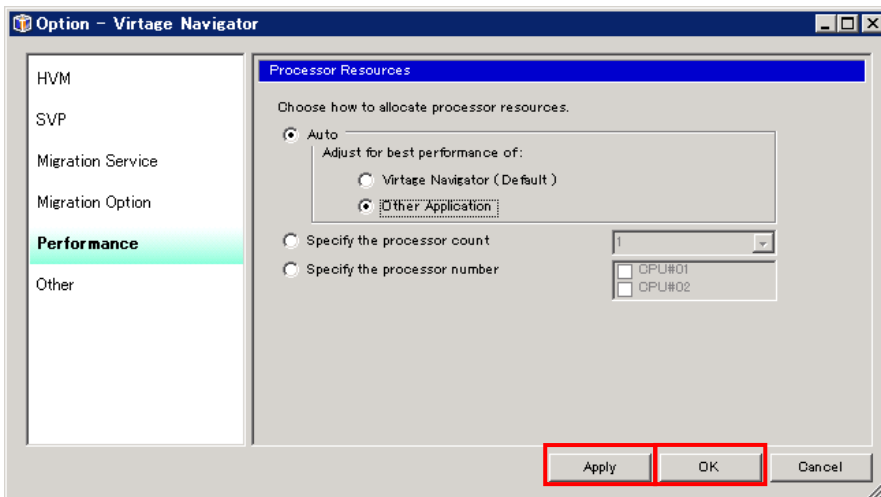 Option - Virtage Navigator
HVM
SVP
Migration Service
Migration Option
Performance
Other
Processor Resources
Choose how to allocate processor resources.
Auto
Adjust for best performance of:
Virtage Navigator ( Default )
Other Application
Specify the processor count 1
Specify the processor number CPU#01
CPU#02
Apply OK Cancel